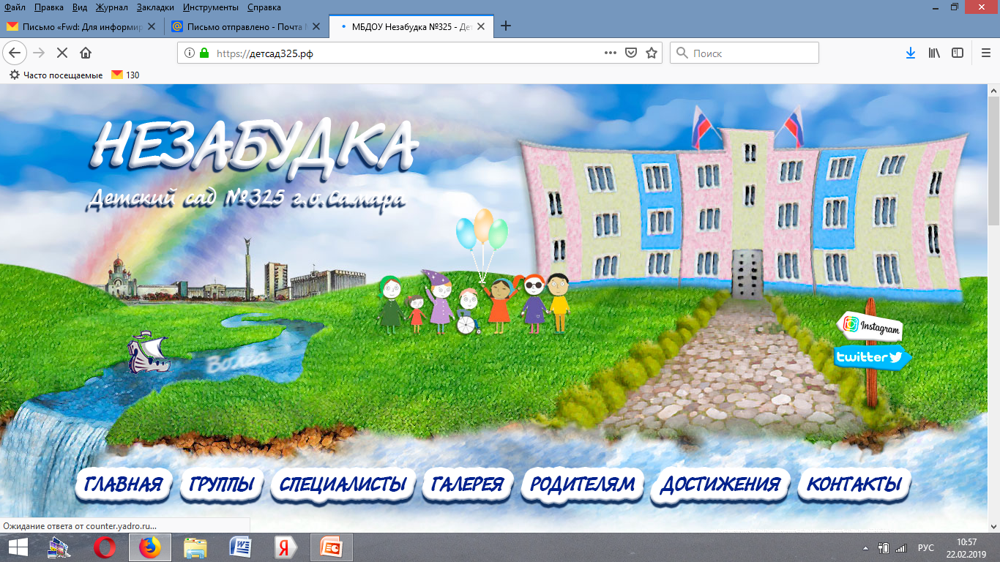 Файл Правка Вид Журнал Закладки Инструменты Справка
Письмо «Fwd: Для информир
Письмо отправлено - Почта
МБДОУ Незабудка №325 - Дет
https://детсад325.рф
Поиск
Часто посещаемые
130
НЕЗАБУДКА
Детский сад №325 г.о.Самара
Instagram
twitter
Волга
ГЛАВНАЯ
ГРУППЫ
СПЕЦИАЛИСТЫ
ГАЛЕРЕЯ
РОДИТЕЛЯМ
ДОСТИЖЕНИЯ
КОНТАКТЫ
Ожидание ответа от counter.yadro.ru...
РУС
10:57
22.02.2019